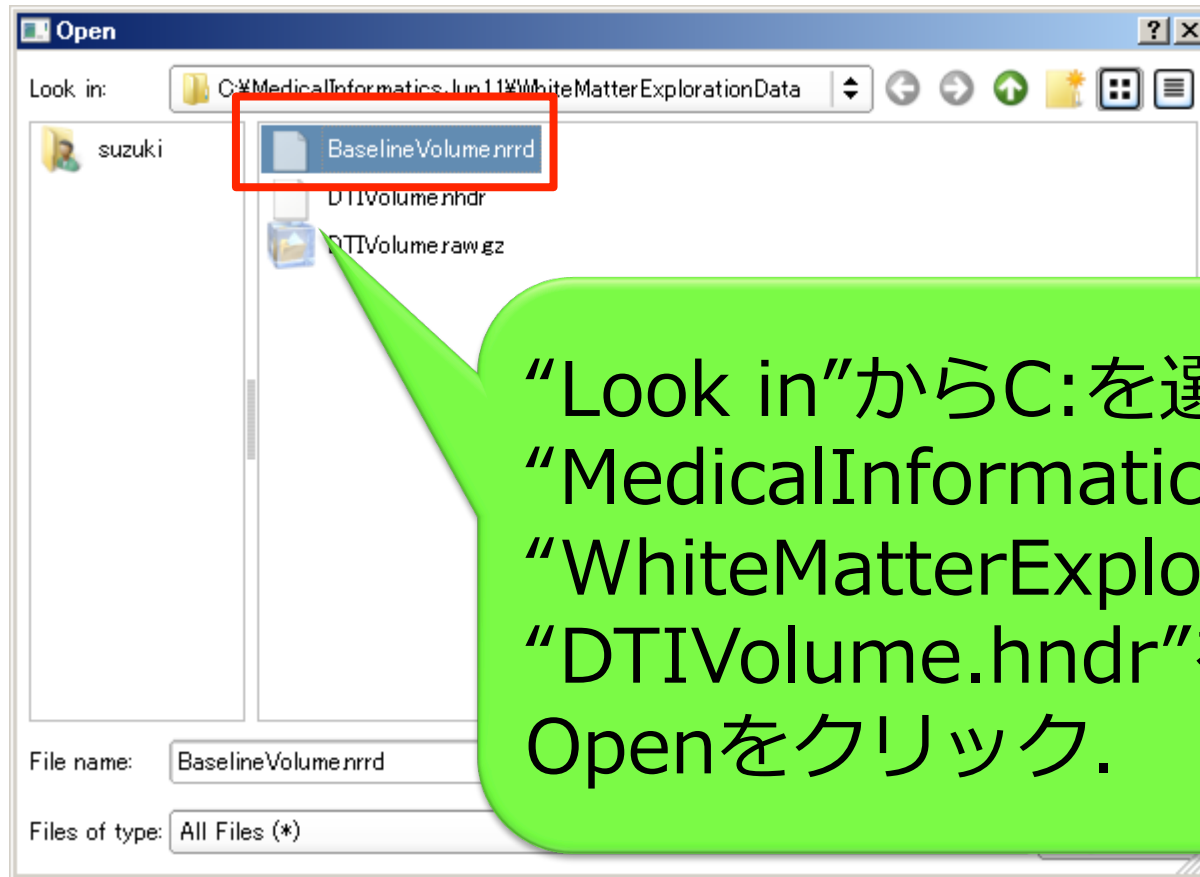 Open
Look in:
C:¥MedicalInformatics-Jun11¥WhiteMatterExplorationData
suzuki
BaselineVolume.nrrd
DTIVolume.nhdr
DTIVolume.raw.gz
“Look in”からC:を選
“MedicalInformatic
“WhiteMatterExplo
“DTIVolume.hndr”
Openをクリック.
File name:
BaselineVolume.nrrd
Files of type:
All Files (*)